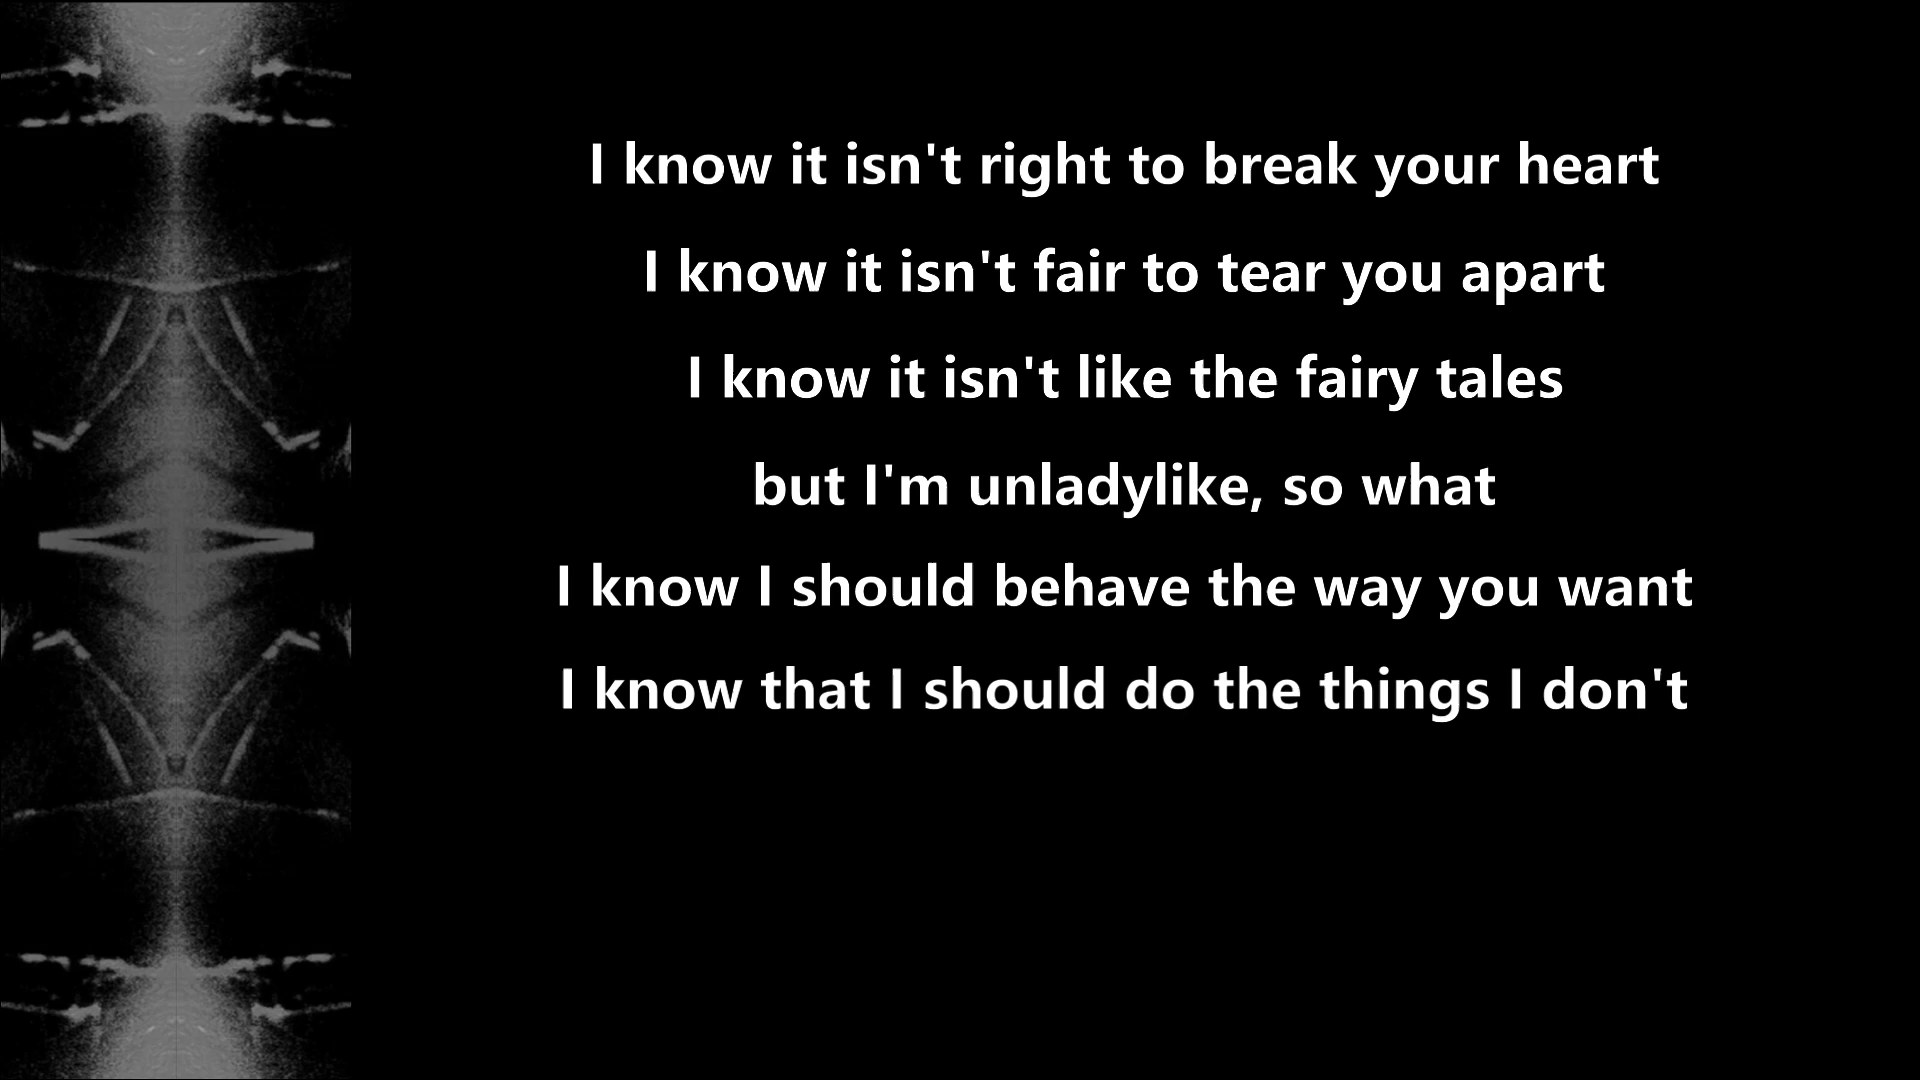 I know it isn't right to break your heart
I know it isn't fair to tear you apart
I know it isn't like the fairy tales
but I'm unladylike, so what
I know I should behave the way you want
I know that I should do the things I don't